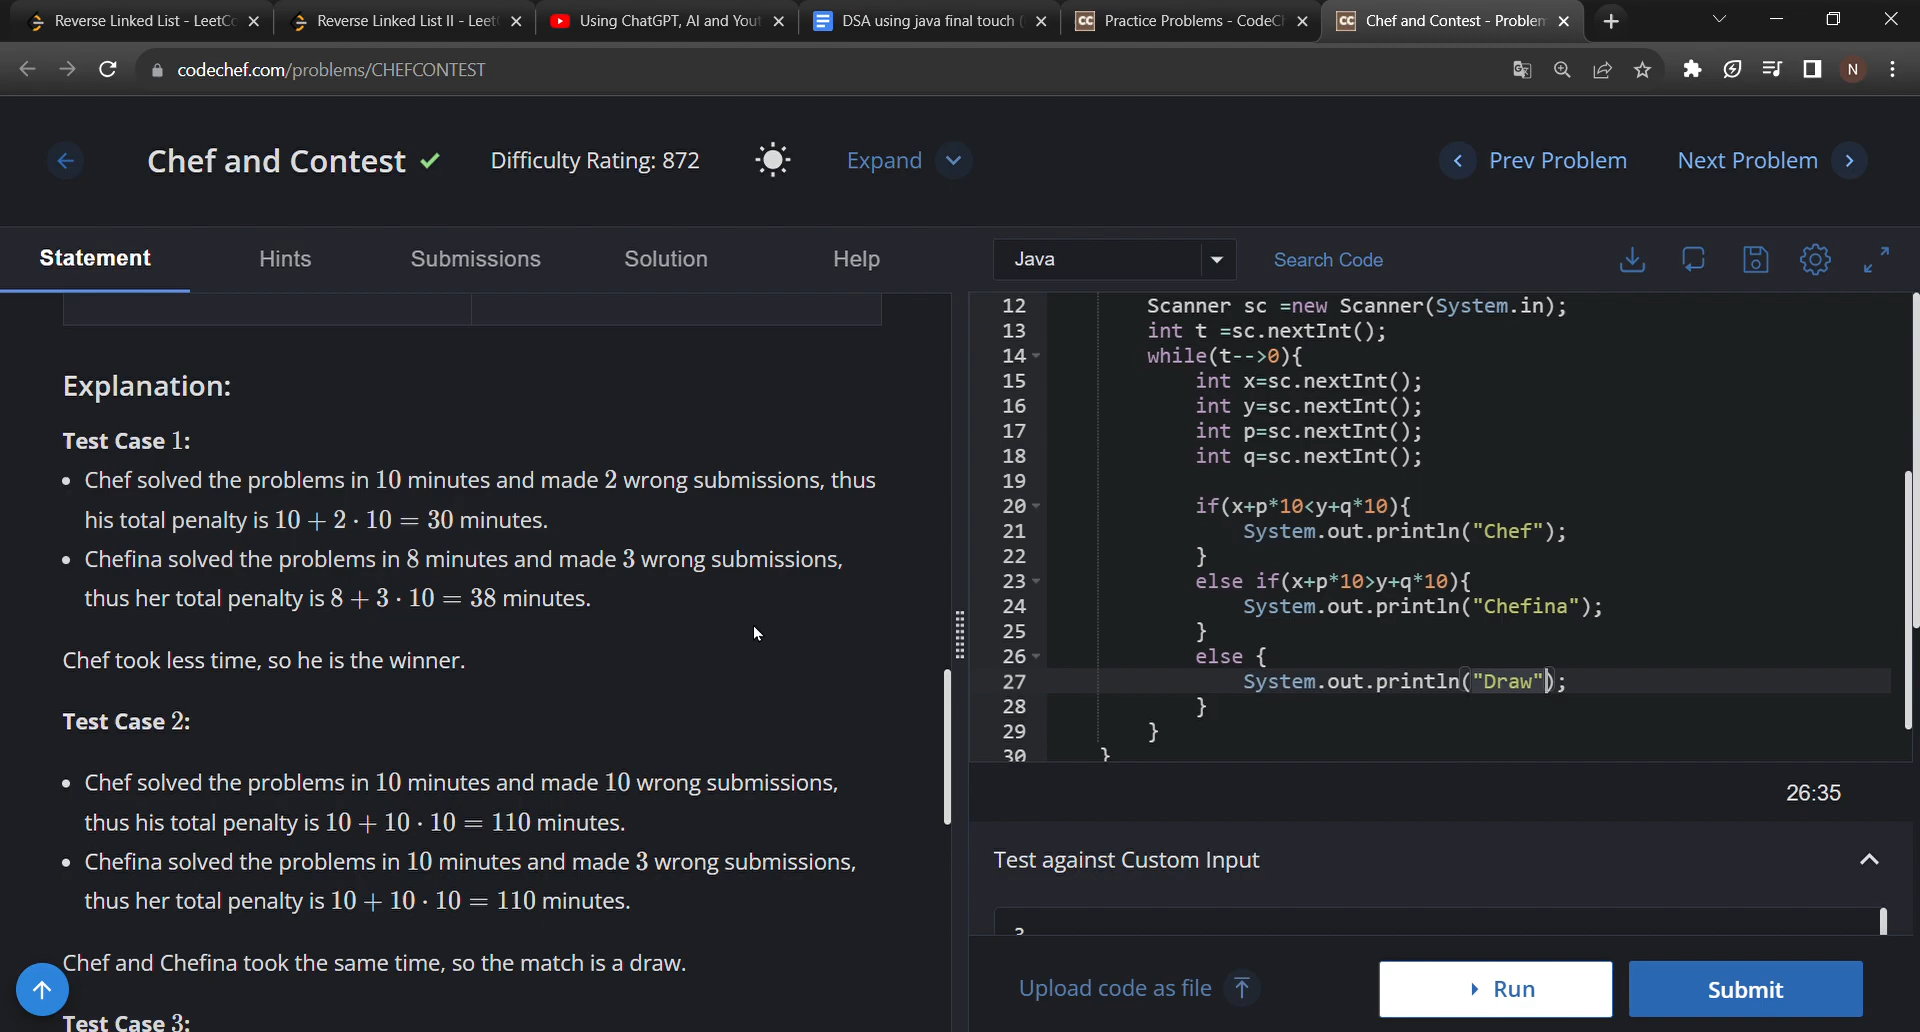 Reverse Linked List - LeetC
Reverse Linked List II - Leet
Using ChatGPT, AI and You
DSA using java final touch
Practice Problems - CodeC
Chef and Contest - Problem
codechef.com/problems/CHEFCONTEST
N
Chef and Contest
Difficulty Rating: 872
Expand
Prev Problem
Next Problem
Statement
Hints
Submissions
Solution
Help
Java
Search Code
Explanation:
Test Case 1:
• Chef solved the problems in 10 minutes and made 2 wrong submissions, thus
his total penalty is 10 + 2 · 10 = 30 minutes.
• Chefina solved the problems in 8 minutes and made 3 wrong submissions,
thus her total penalty is 8 + 3 · 10 = 38 minutes.
Chef took less time, so he is the winner.
Test Case 2:
• Chef solved the problems in 10 minutes and made 10 wrong submissions,
thus his total penalty is 10 + 10 · 10 = 110 minutes.
• Chefina solved the problems in 10 minutes and made 3 wrong submissions,
thus her total penalty is 10 + 10 · 10 = 110 minutes.
Chef and Chefina took the same time, so the match is a draw.
Test Case 3:
12 Scanner sc =new Scanner(System.in);
13 int t =sc.nextInt();
14 while(t-->0){
15 int x=sc.nextInt();
16 int y=sc.nextInt();
17 int p=sc.nextInt();
18 int q=sc.nextInt();
19
20 if(x+p*10<y+q*10){
21 System.out.println("Chef");
22 }
23 else if(x+p*10>y+q*10){
24 System.out.println("Chefina");
25 }
26 else {
27 System.out.println("Draw");
28 }
29 }
30 }
26:35
Test against Custom Input
Upload code as file
Run
Submit